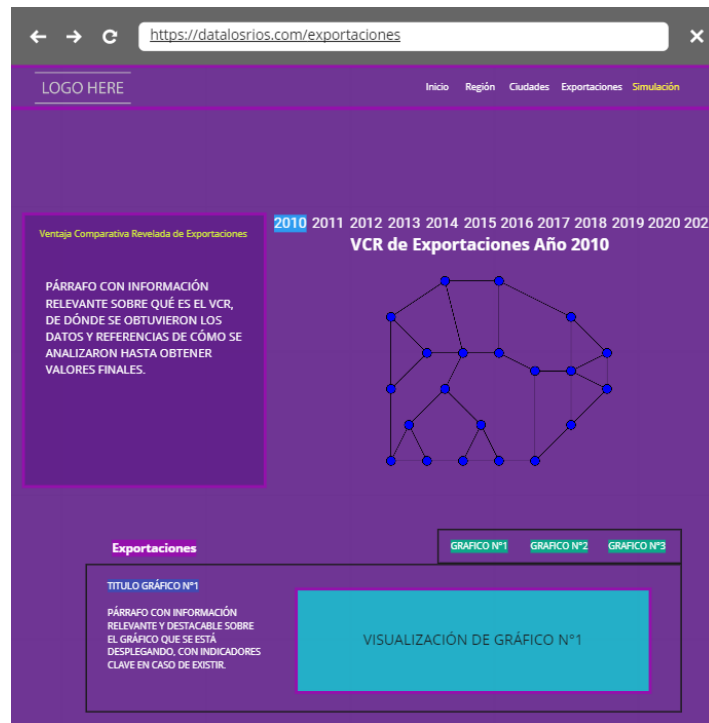 https://datalosrios.com/exportaciones
LOGO HERE
Inicio Región Ciudades Exportaciones Simulación
Ventaja Comparativa Revelada de Exportaciones
PÁRRAFO CON INFORMACIÓN
RELEVANTE SOBRE QUÉ ES EL VCR,
DE DÓNDE SE OBTUVIERON LOS
DATOS Y REFERENCIAS DE CÓMO SE
ANALIZARON HASTA OBTENER
VALORES FINALES.
2010 2011 2012 2013 2014 2015 2016 2017 2018 2019 2020 202
VCR de Exportaciones Año 2010
Exportaciones
GRAFICO N°1 GRAFICO N°2 GRAFICO N°3
TITULO GRÁFICO N°1
PÁRRAFO CON INFORMACIÓN
RELEVANTE Y DESTACABLE SOBRE
EL GRÁFICO QUE SE ESTÁ
DESPLEGANDO, CON INDICADORES
CLAVE EN CASO DE EXISTIR.
VISUALIZACIÓN DE GRÁFICO N°1